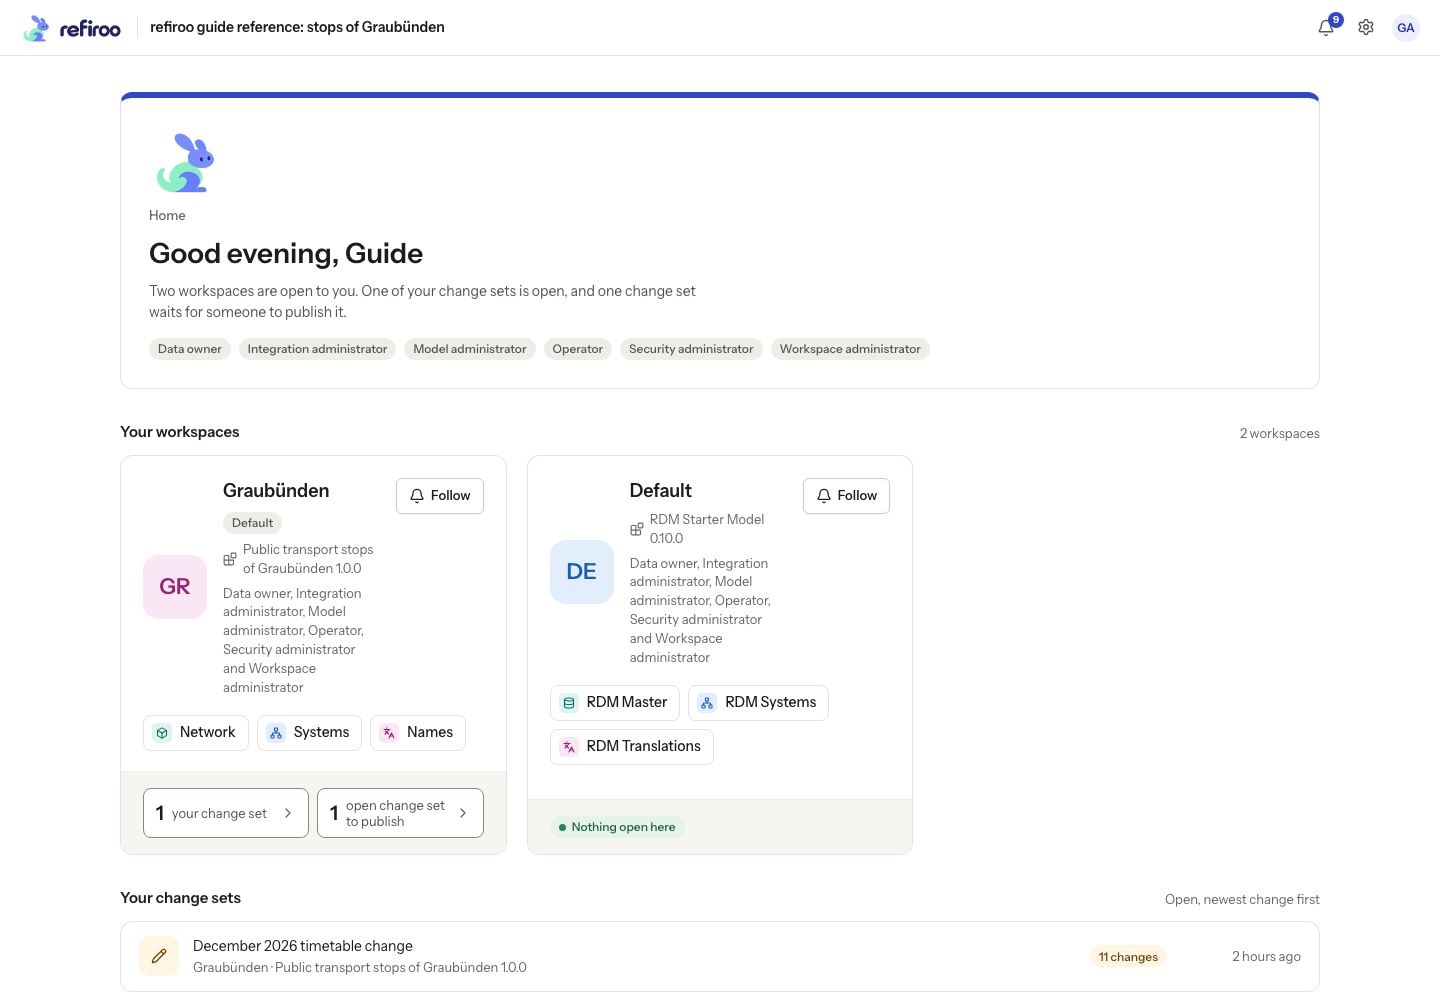 refiroo
refiroo guide reference: stops of Graubünden
9
GA
Home
Good evening, Guide
Two workspaces are open to you. One of your change sets is open, and one change set
waits for someone to publish it.
Data owner
Integration administrator
Model administrator
Operator
Security administrator
Workspace administrator
Your workspaces
2 workspaces
GR
Graubünden
Follow
Default
Public transport stops
of Graubünden 1.0.0
Data owner, Integration
administrator, Model
administrator, Operator,
Security administrator
and Workspace
administrator
Network
Systems
Names
1 your change set
1 open change set
to publish
DE
Default
Follow
RDM Starter Model
0.10.0
Data owner, Integration
administrator, Model
administrator, Operator,
Security administrator
and Workspace
administrator
RDM Master
RDM Systems
RDM Translations
Nothing open here
Your change sets
Open, newest change first
December 2026 timetable change
Graubünden · Public transport stops of Graubünden 1.0.0
11 changes
2 hours ago